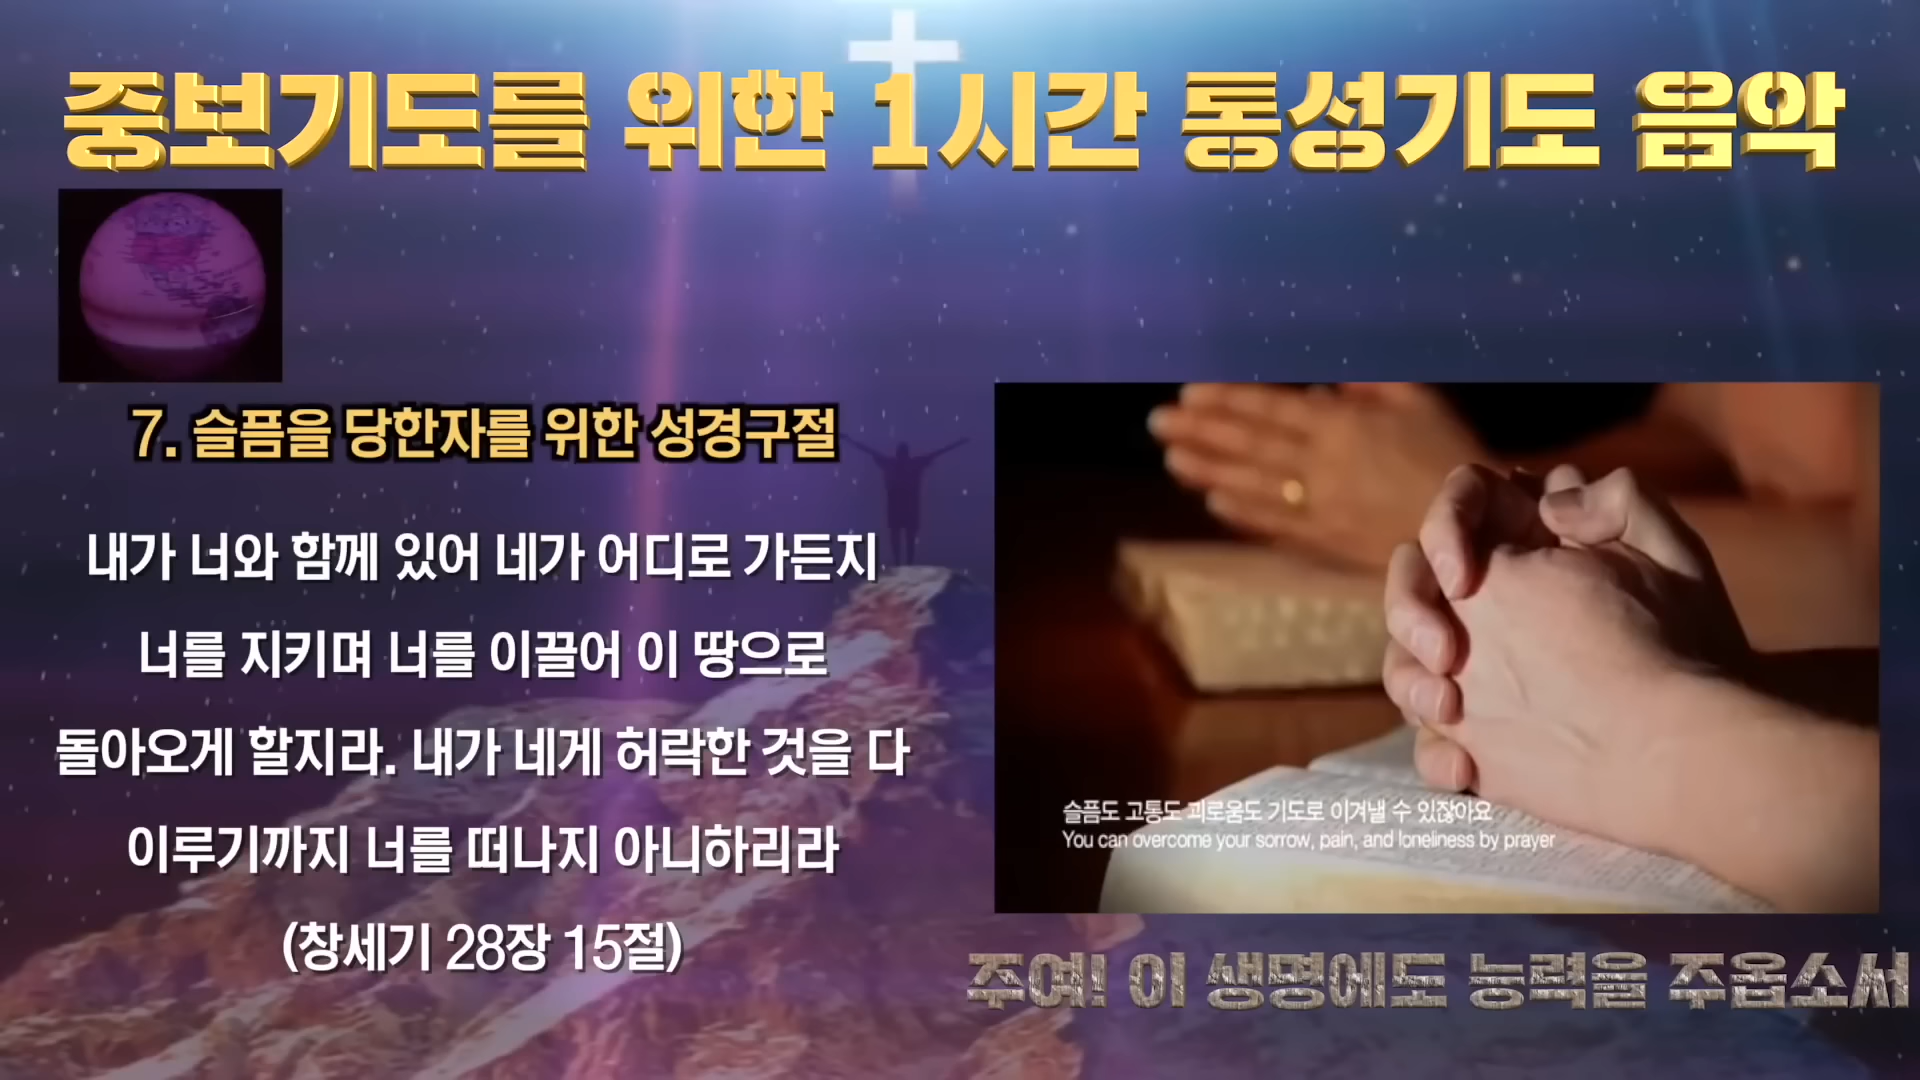 중보기도를 위한 1시간 통성기도 음악
7. 슬픔을 당한자를 위한 성경구절
내가 너와 함께 있어 네가 어디로 가든지
너를 지키며 너를 이끌어 이 땅으로
돌아오게 할지라. 내가 네게 허락한 것을 다
이루기까지 너를 떠나지 아니하리라
(창세기 28장 15절)
슬픔도 고통도 괴로움도 기도로 이겨낼 수 있잖아요
You can overcome your sorrow, pain, and loneliness by prayer
주여! 이 생명에도 능력을 주옵소서